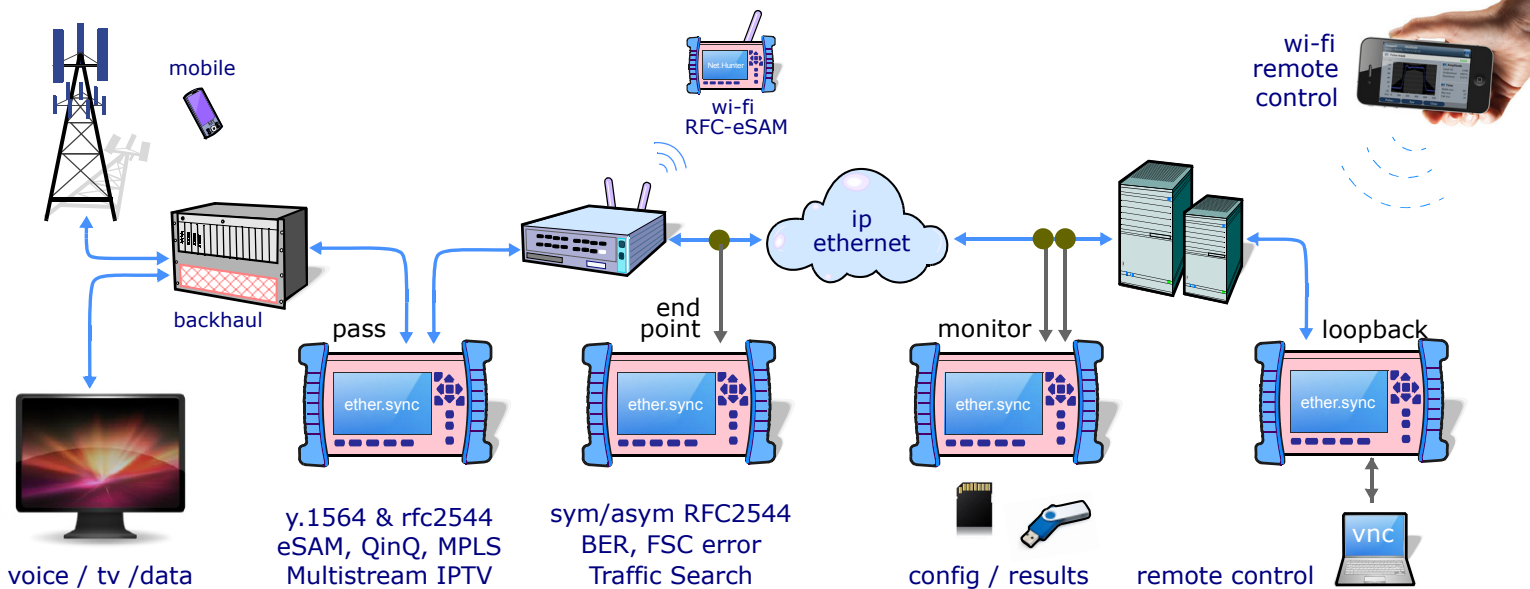 mobile
Net.Hunter
wi-fi
RFC-eSAM
wi-fi
remote
control
ip
ethernet
backhaul
pass
end
point
monitor
loopback
ether.sync
ether.sync
ether.sync
ether.sync
voice / tv /data
y.1564 & rfc2544
eSAM, QinQ, MPLS
Multistream IPTV
sym/asym RFC2544
BER, FSC error
Traffic Search
config / results
remote control
vnc